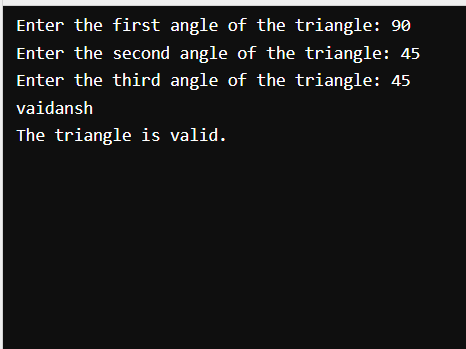 Enter the first angle of the triangle: 90
Enter the second angle of the triangle: 45
Enter the third angle of the triangle: 45
vaidansh
The triangle is valid.